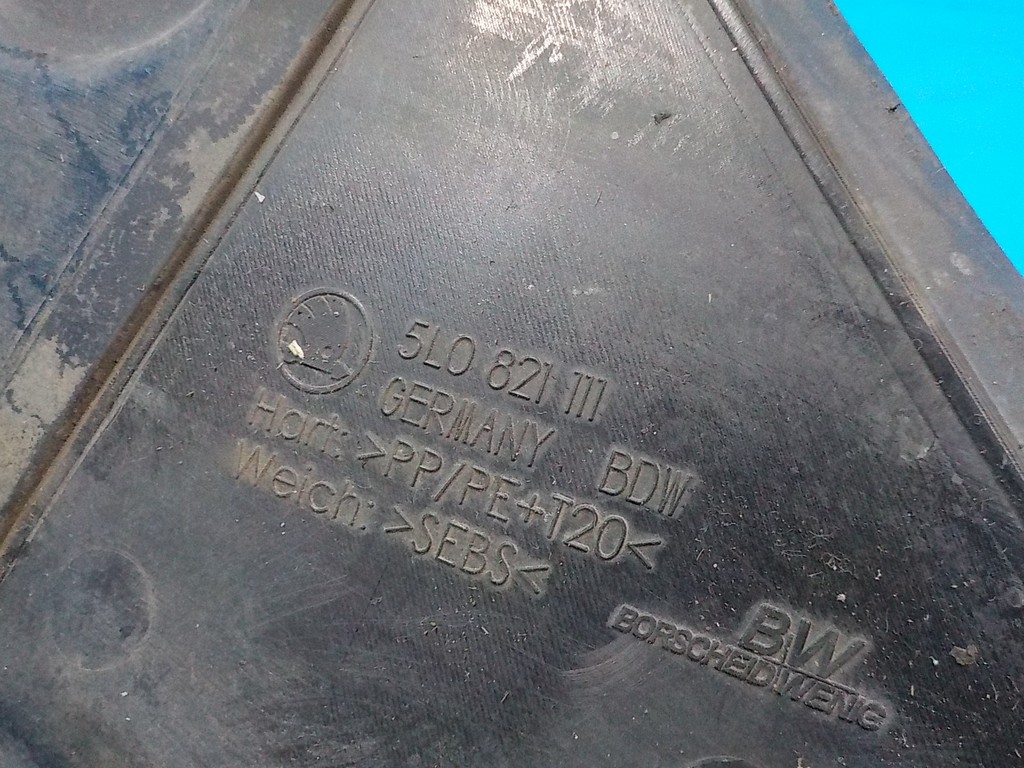 5L0 821 111
GERMANY BDW
Hart: >PP/PE+T20<
Weich: >SEBS<
BW
BORSCHEIDWENIG